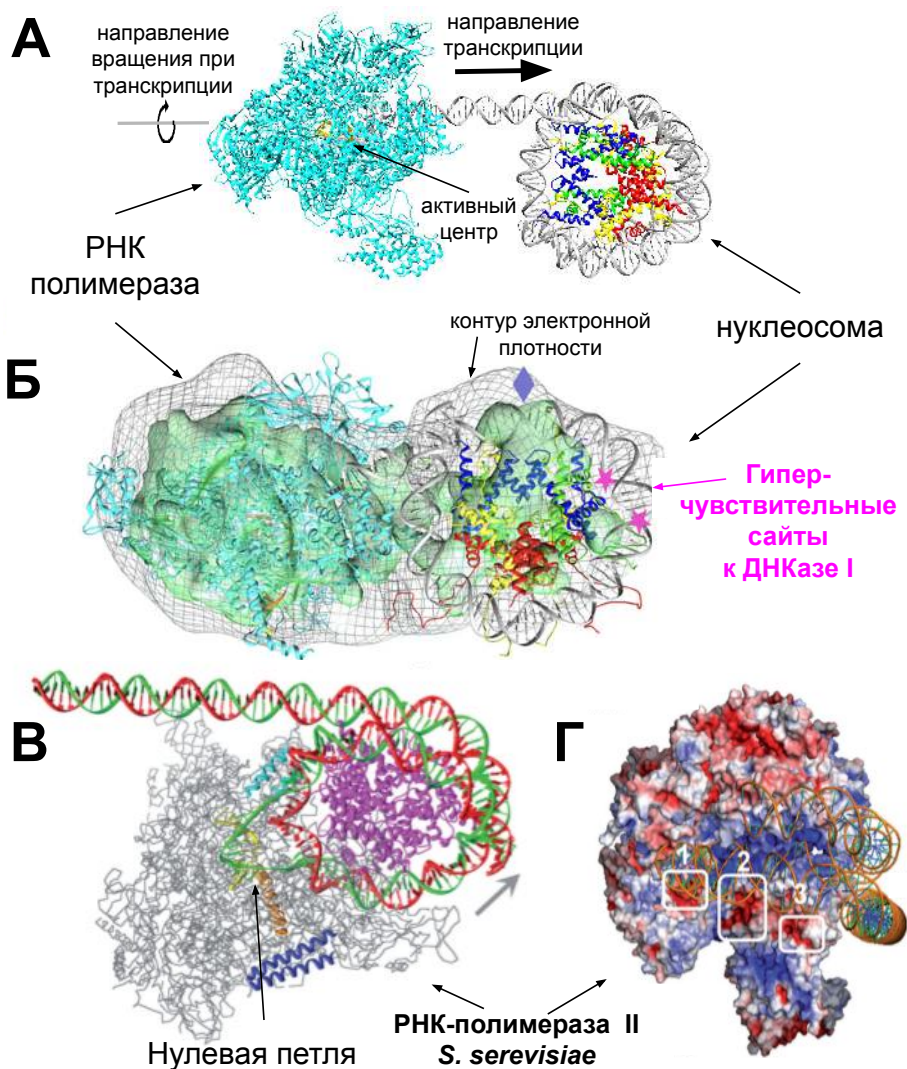 А
направление
вращения при
транскрипции
направление
транскрипции
активный
центр
РНК
полимераза
нуклеосома
контур электронной
плотности
Б
Гипер-
чувствительные
сайты
к ДНКазе I
В
Г
1
2
3
РНК-полимераза II
S. serevisiae
Нулевая петля